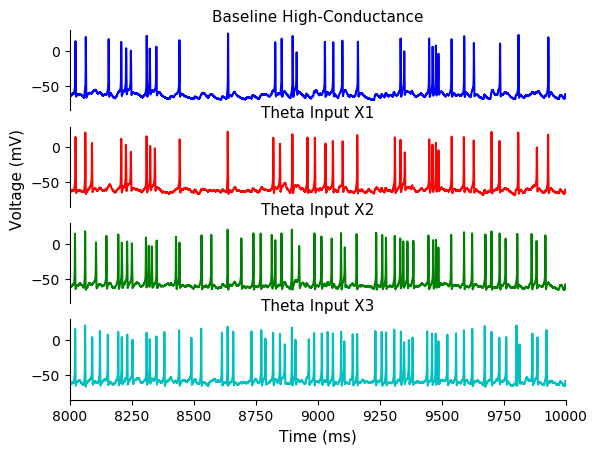 Baseline High-Conductance
0
−50
Theta Input X1
0
−50
Theta Input X2
0
−50
Theta Input X3
0
−50
Voltage (mV)
8000 8250 8500 8750 9000 9250 9500 9750 10000
Time (ms)